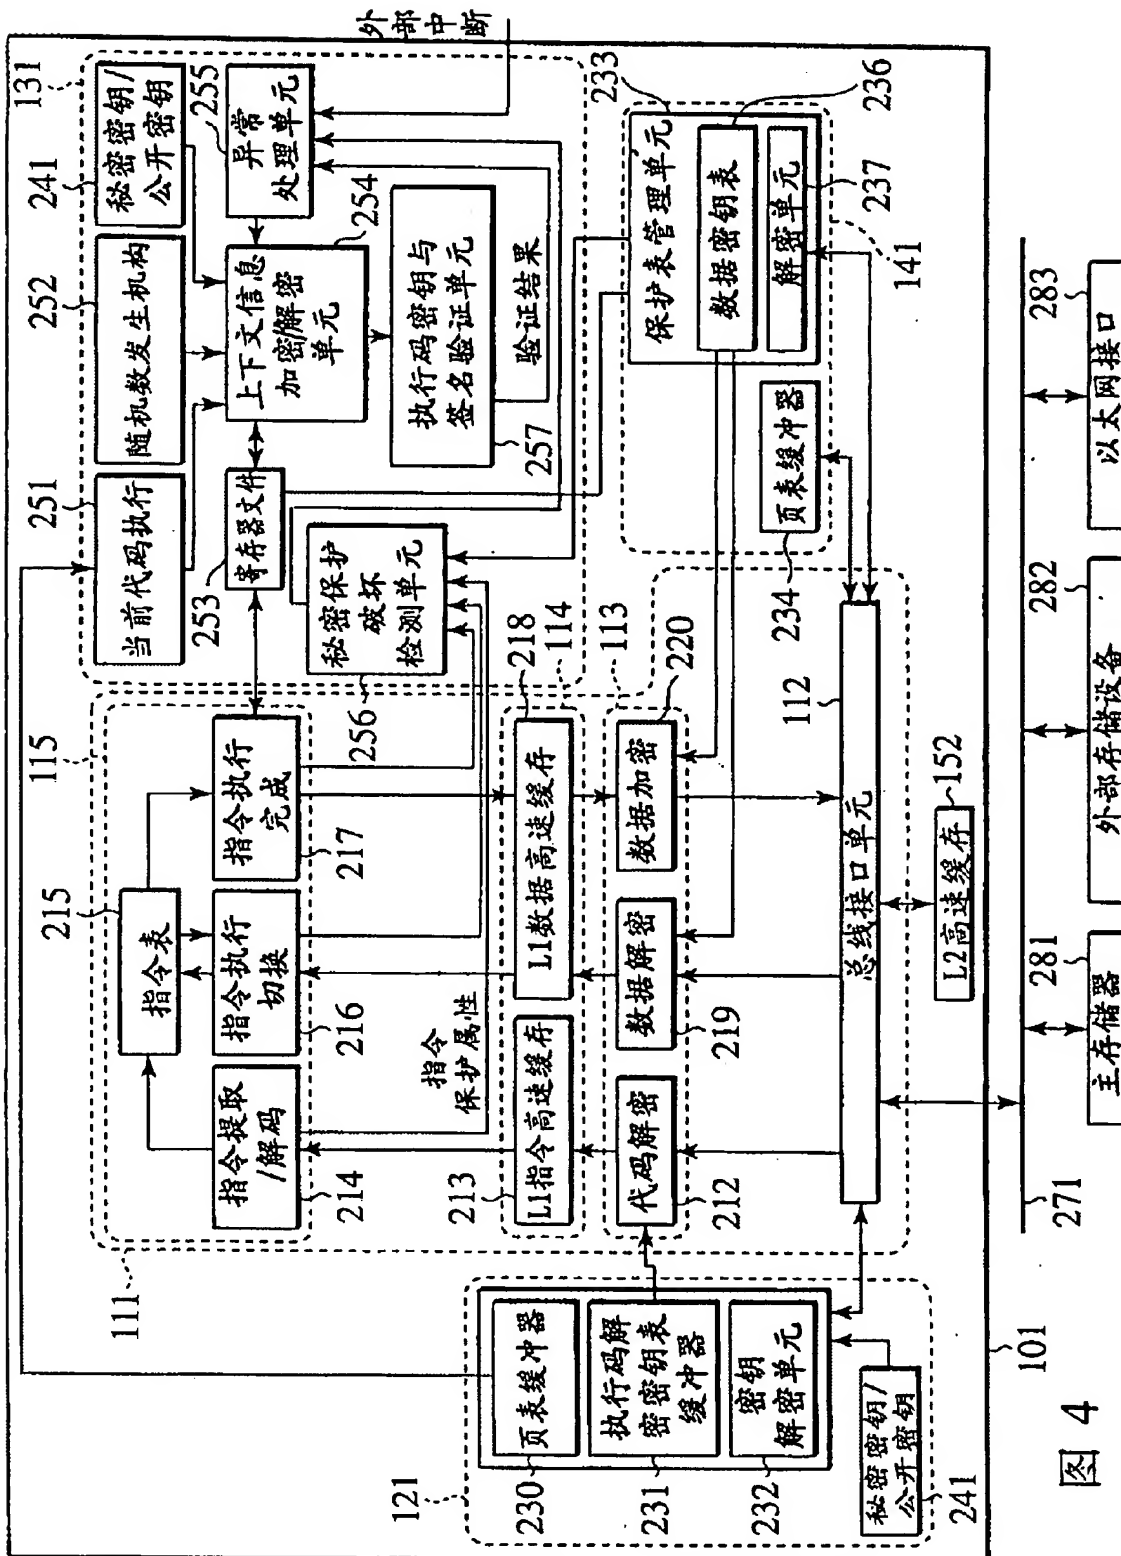 外部中断
131
241
秘密密钥/
公开密钥
255
异常
处理单元
252
随机数发生机构
254
上下文信息
加密/解密
单元
251
当前代码执行
253
寄存器文件
执行码密钥与
签名验证单元
257
验证结果
秘密保护
破坏
检测单元
256
233
保护表管理单元
236
数据密钥表
237
解密单元
141
页表缓冲器
234
111
115
215
指令表
指令提取
/解码
214
指令执行
切换
216
指令执行
完成
217
指令
保护属性
114
213
L1指令高速缓存
L1数据高速缓存
218
113
代码解密
212
数据解密
219
数据加密
220
总线接口单元
112
L2高速缓存
152
121
页表缓冲器
230
执行码解
密密钥表
缓冲器
231
密钥
解密单元
232
秘密密钥/
公开密钥
241
101
271
主存储器
281
外部存储设备
282
以太网接口
283
图 4